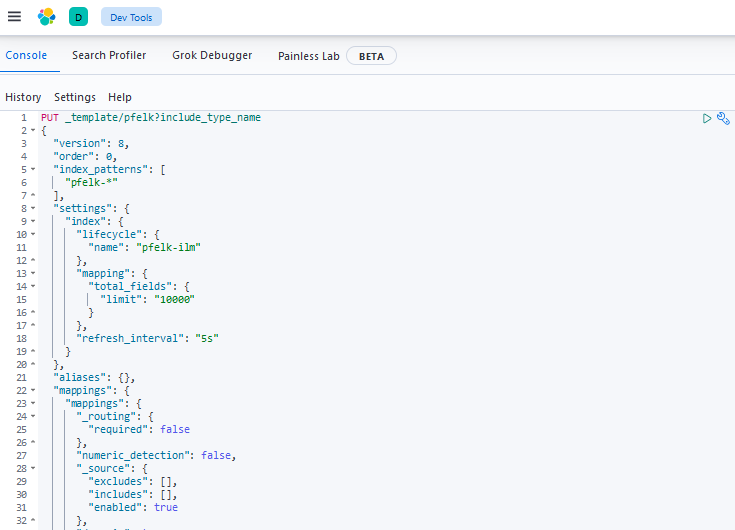 D Dev Tools
Console Search Profiler Grok Debugger Painless Lab BETA
History Settings Help
1 PUT _template/pfelk?include_type_name
2 {
3 "version": 8,
4 "order": 0,
5 "index_patterns": [
6 "pfelk-*"
7 ],
8 "settings": {
9 "index": {
10 "lifecycle": {
11 "name": "pfelk-ilm"
12 },
13 "mapping": {
14 "total_fields": {
15 "limit": "10000"
16 }
17 },
18 "refresh_interval": "5s"
19 }
20 },
21 "aliases": {},
22 "mappings": {
23 "mappings": {
24 "_routing": {
25 "required": false
26 },
27 "numeric_detection": false,
28 "_source": {
29 "excludes": [],
30 "includes": [],
31 "enabled": true
32 },